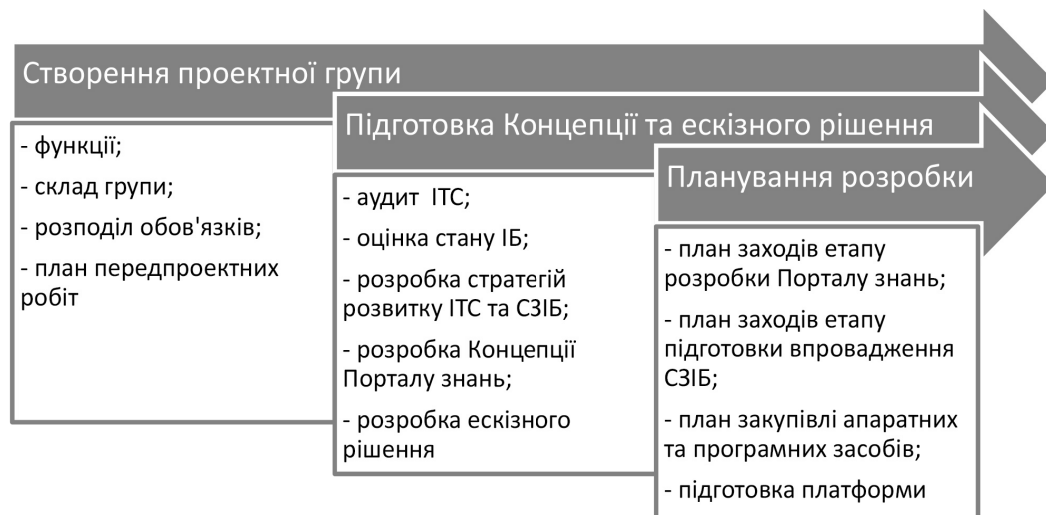 Створення проектної групи
- функції;
- склад групи;
- розподіл обов'язків;
- план передпроектних
робіт
Підготовка Концепції та ескізного рішення
- аудит ІТС;
- оцінка стану ІБ;
- розробка стратегій
розвитку ІТС та СЗІБ;
- розробка Концепції
Порталу знань;
- розробка ескізного
рішення
Планування розробки
- план заходів етапу
розробки Порталу знань;
- план заходів етапу
підготовки впровадження
СЗІБ;
- план закупівлі апаратних
та програмних засобів;
- підготовка платформи